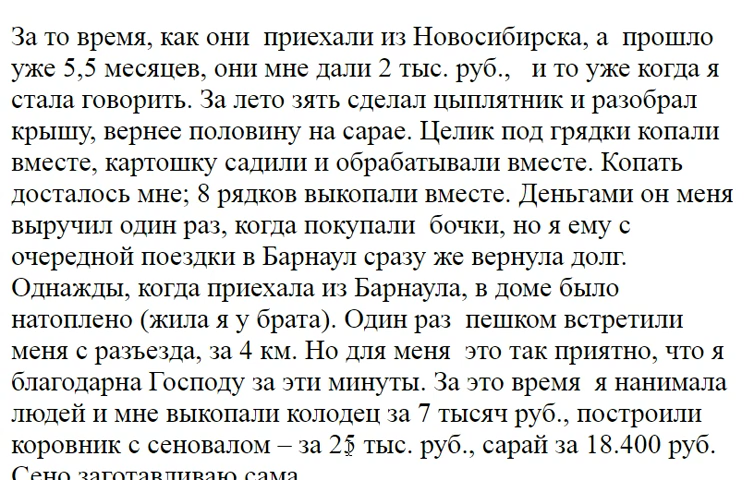 За то время, как они приехали из Новосибирска, а прошло
уже 5,5 месяцев, они мне дали 2 тыс. руб., и то уже когда я
стала говорить. За лето зять сделал цыплятник и разобрал
крышу, вернее половину на сарае. Целик под грядки копали
вместе, картошку садили и обрабатывали вместе. Копать
досталось мне; 8 рядков выкопали вместе. Деньгами он меня
выручил один раз, когда покупали бочки, но я ему с
очередной поездки в Барнаул сразу же вернула долг.
Однажды, когда приехала из Барнаула, в доме было
натоплено (жила я у брата). Один раз пешком встретили
меня с разъезда, за 4 км. Но для меня это так приятно, что я
благодарна Господу за эти минуты. За это время я нанимала
людей и мне выкопали колодец за 7 тысяч руб., построили
коровник с сеновалом – за 25 тыс. руб., сарай за 18.400 руб.
Сено заготавливаю сама